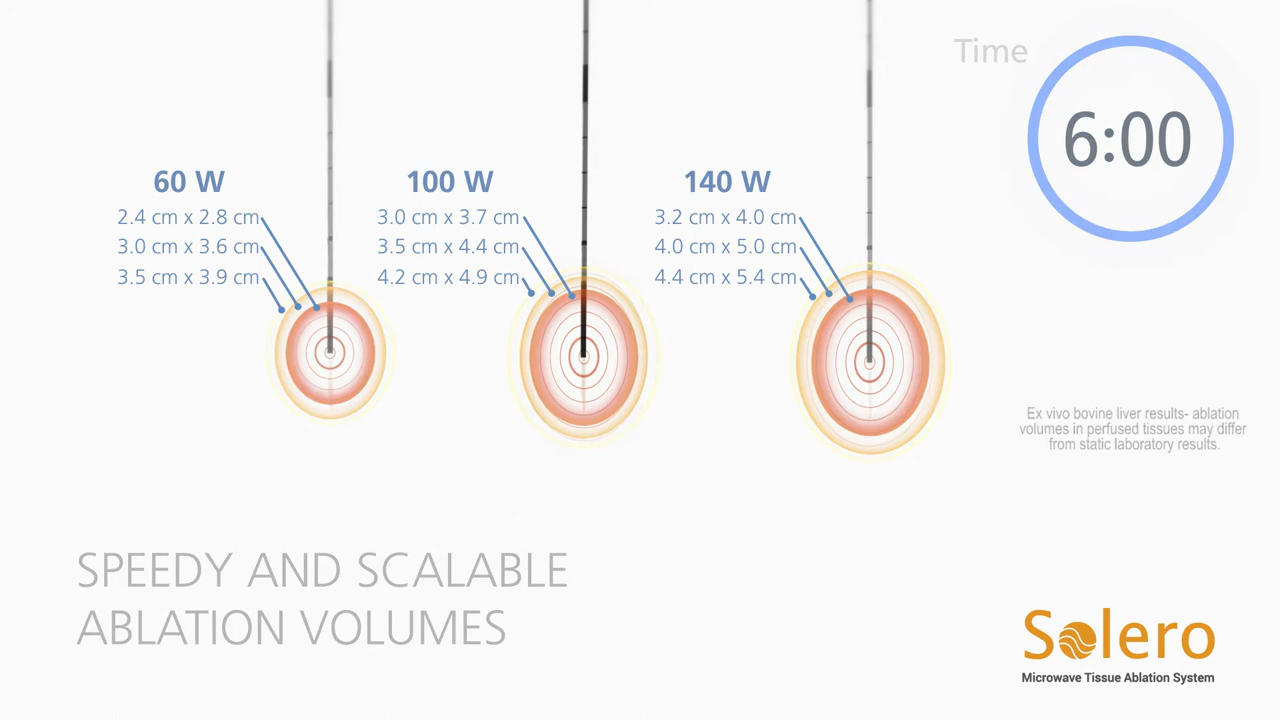 Time
6:00
60 W
2.4 cm x 2.8 cm
3.0 cm x 3.6 cm
3.5 cm x 3.9 cm
100 W
3.0 cm x 3.7 cm
3.5 cm x 4.4 cm
4.2 cm x 4.9 cm
140 W
3.2 cm x 4.0 cm
4.0 cm x 5.0 cm
4.4 cm x 5.4 cm
Ex vivo bovine liver results- ablation
volumes in perfused tissues may differ
from static laboratory results.
SPEEDY AND SCALABLE
ABLATION VOLUMES
Solero
Microwave Tissue Ablation System